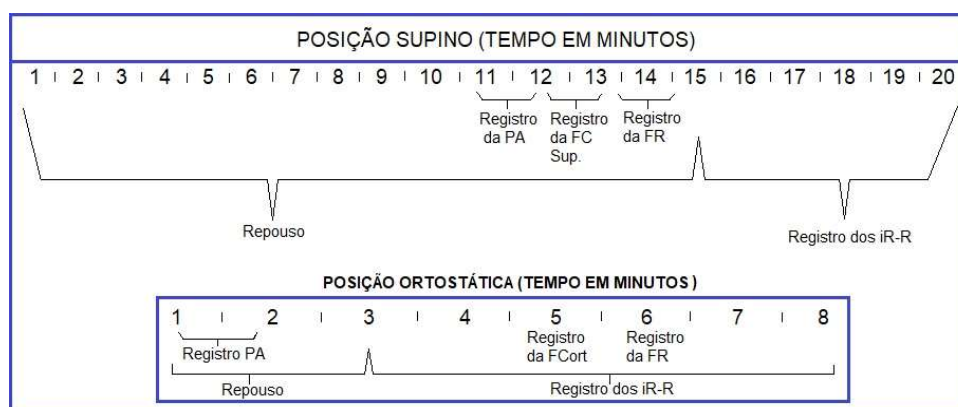 POSIÇÃO SUPINO (TEMPO EM MINUTOS)
1 2 3 4 5 6 7 8 9 10 11 12 13 14 15 16 17 18 19 20
Registro Registro Registro
da PA da FC da FR
Sup.
Repouso Registro dos iR-R
POSIÇÃO ORTOSTÁTICA (TEMPO EM MINUTOS )
1 2 3 4 5 6 7 8
Registro PA Registro Registro
da FCort da FR
Repouso Registro dos iR-R